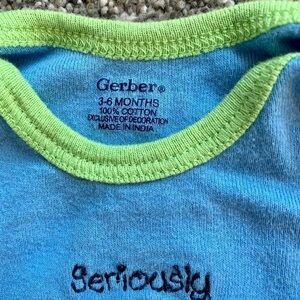 Gerber®
3-6 MONTHS
100% COTTON
EXCLUSIVE OF DECORATION
MADE IN INDIA
seriously